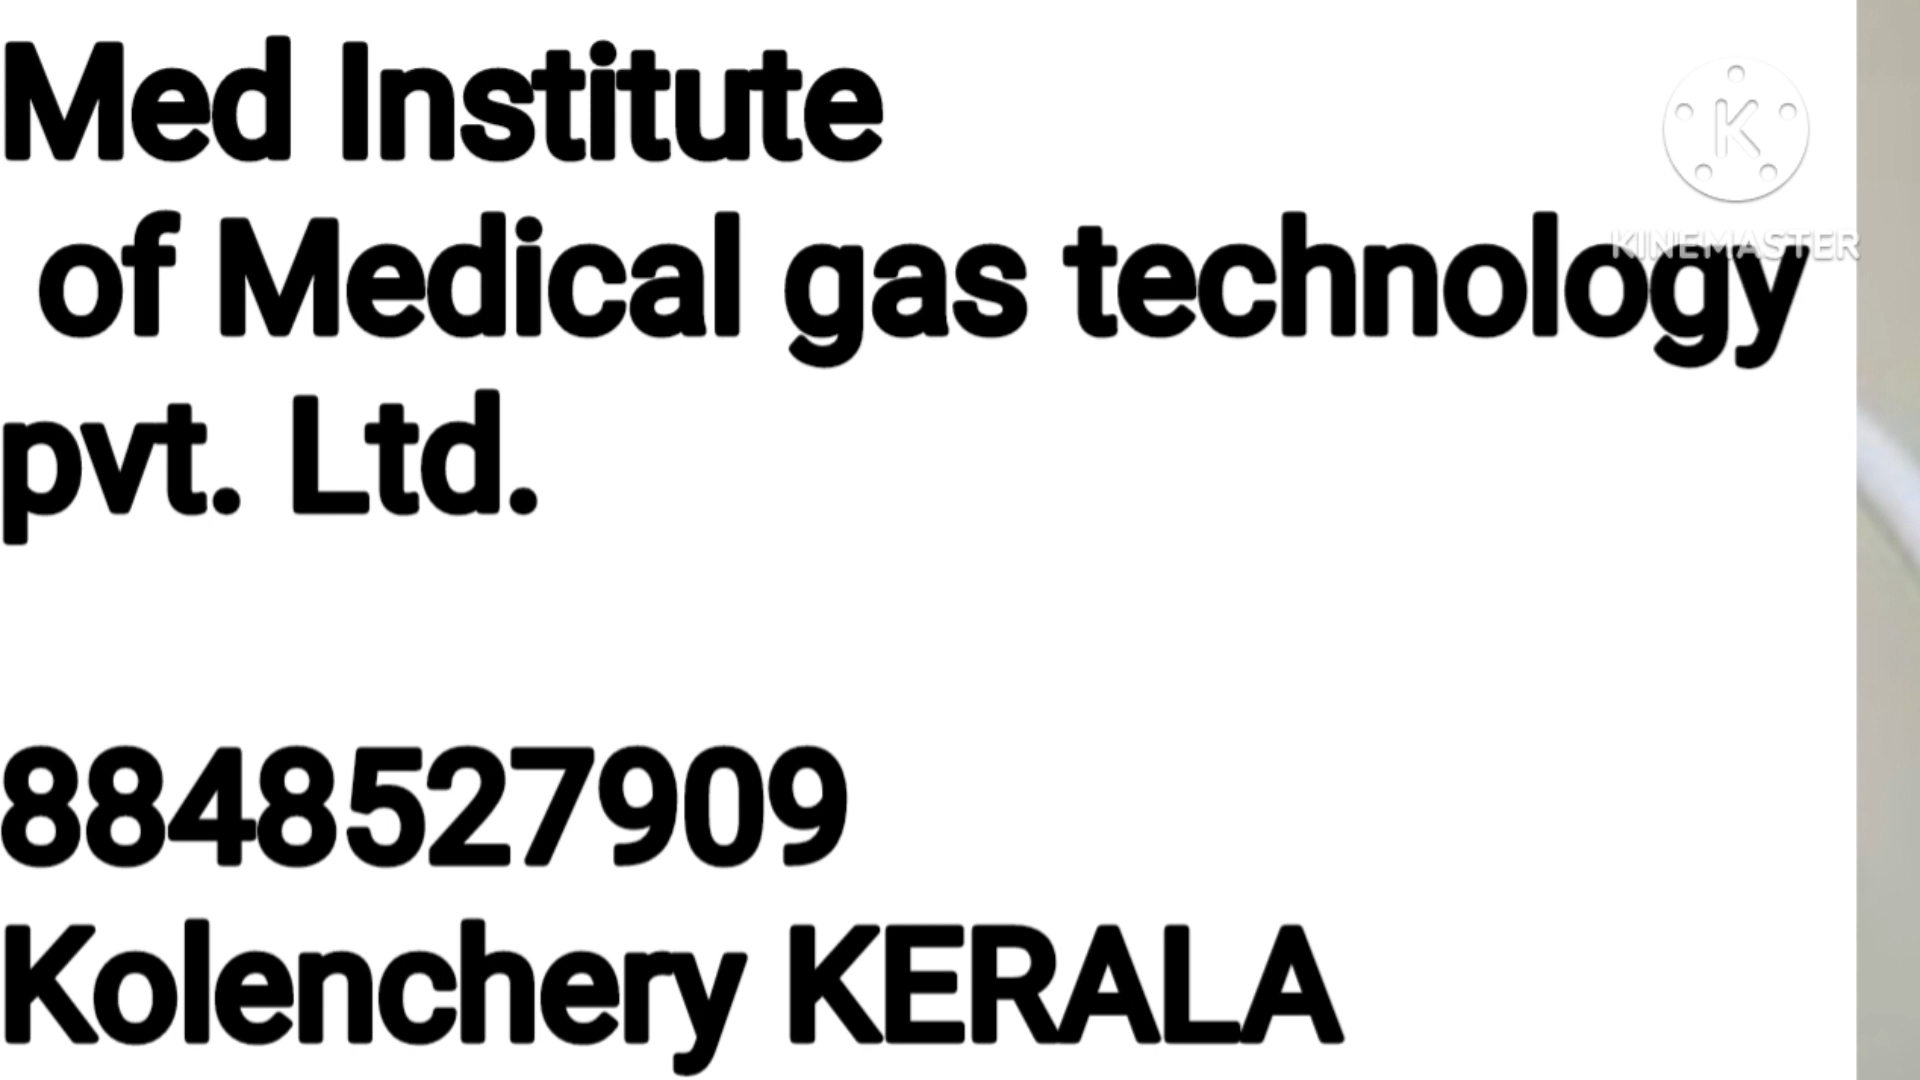 Med Institute
of Medical gas technology
pvt. Ltd.
8848527909
Kolenchery KERALA
K
KINEMASTER